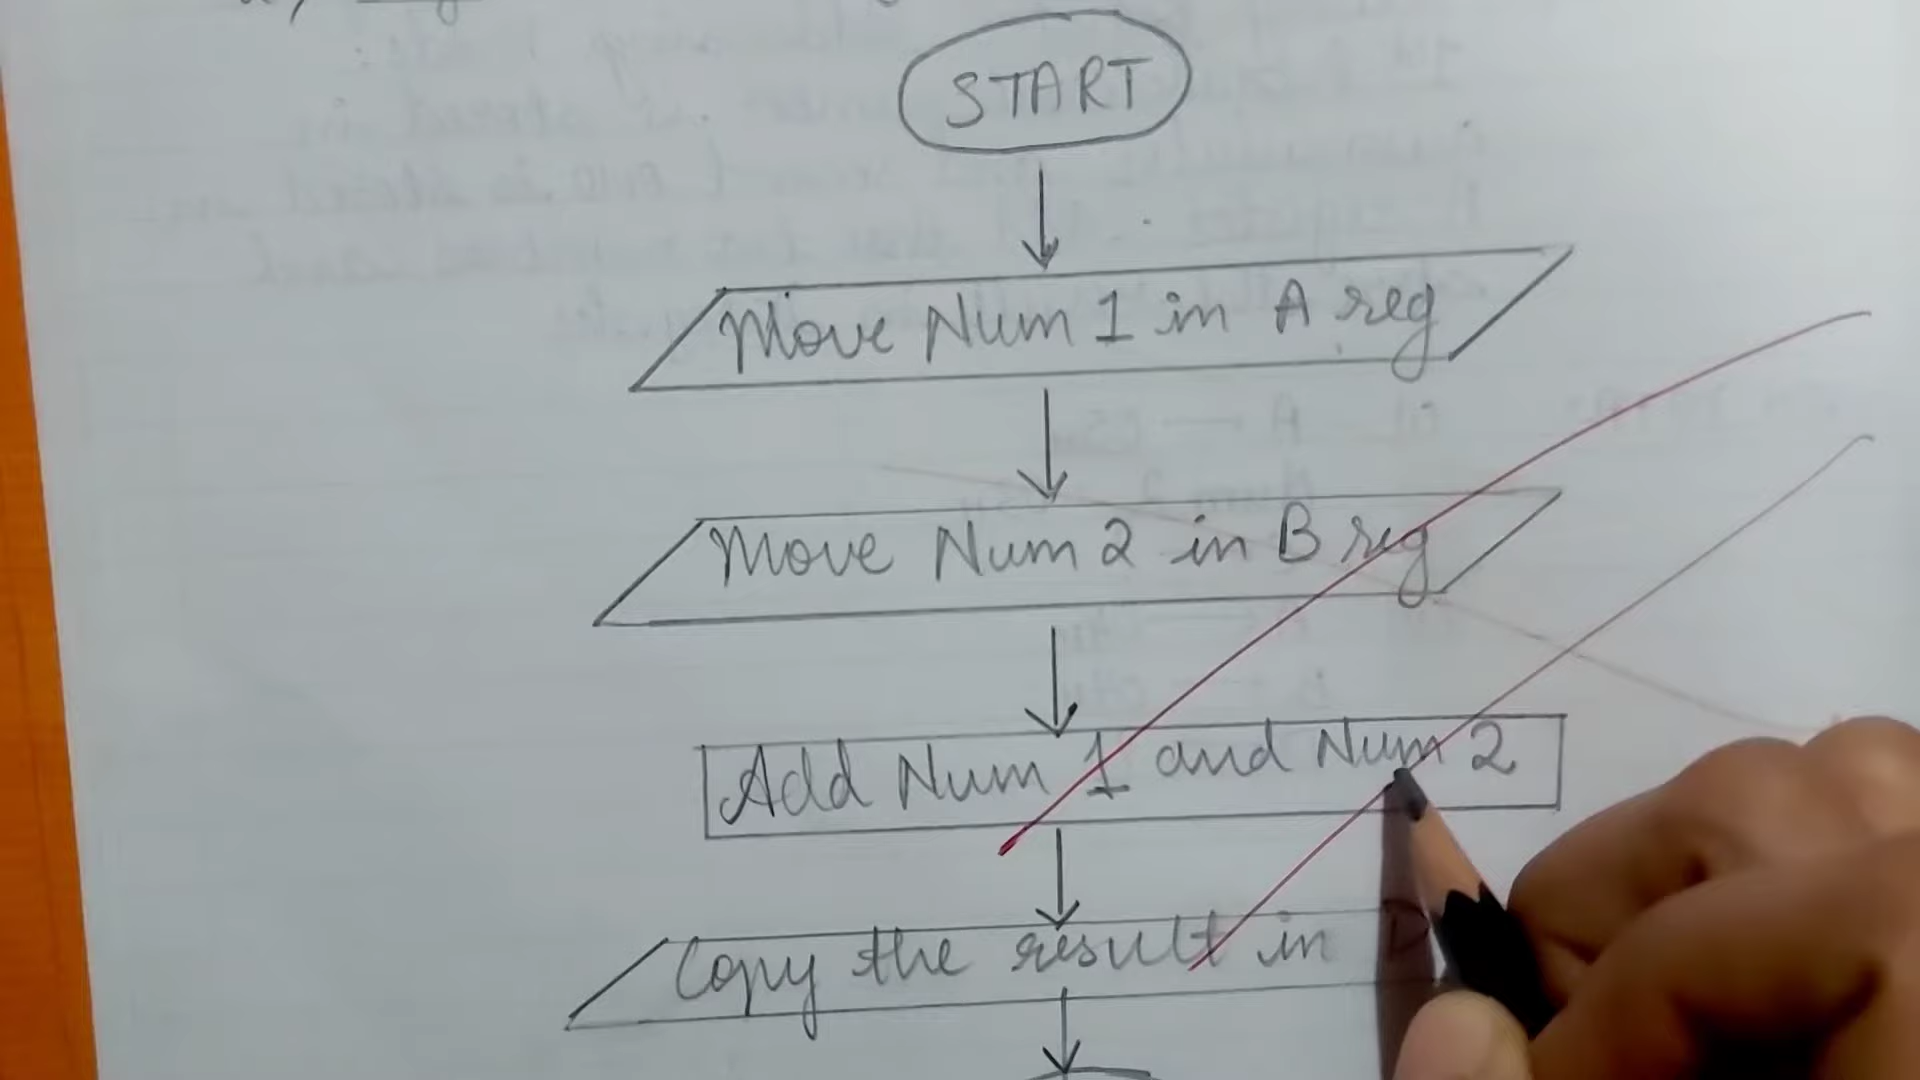 START
Move Num 1 in A reg
Move Num 2 in B reg
Add Num 1 and Num 2
Copy the result in D